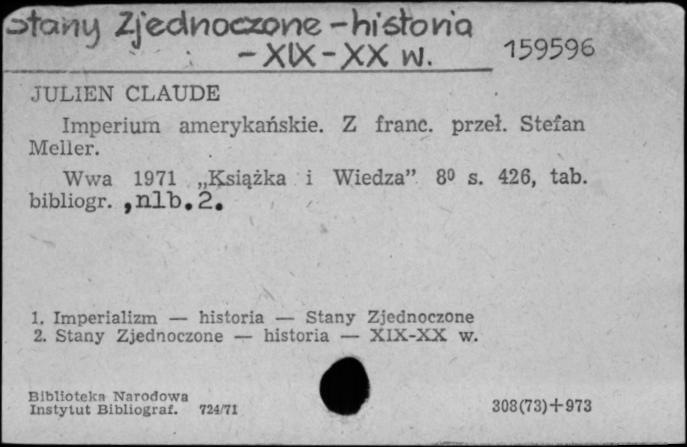 Stany Zjednoczone - historia
- XIX - XX w.
159596
JULIEN CLAUDE
Imperium amerykańskie. Z franc. przeł. Stefan
Meller.
Wwa 1971 „Książka i Wiedza” 8⁰ s. 426, tab.
bibliogr. ,nlb.2.
1. Imperializm — historia — Stany Zjednoczone
2. Stany Zjednoczone — historia — XIX-XX w.
Biblioteka Narodowa
Instytut Bibliograf. 724/71
308(73)+973